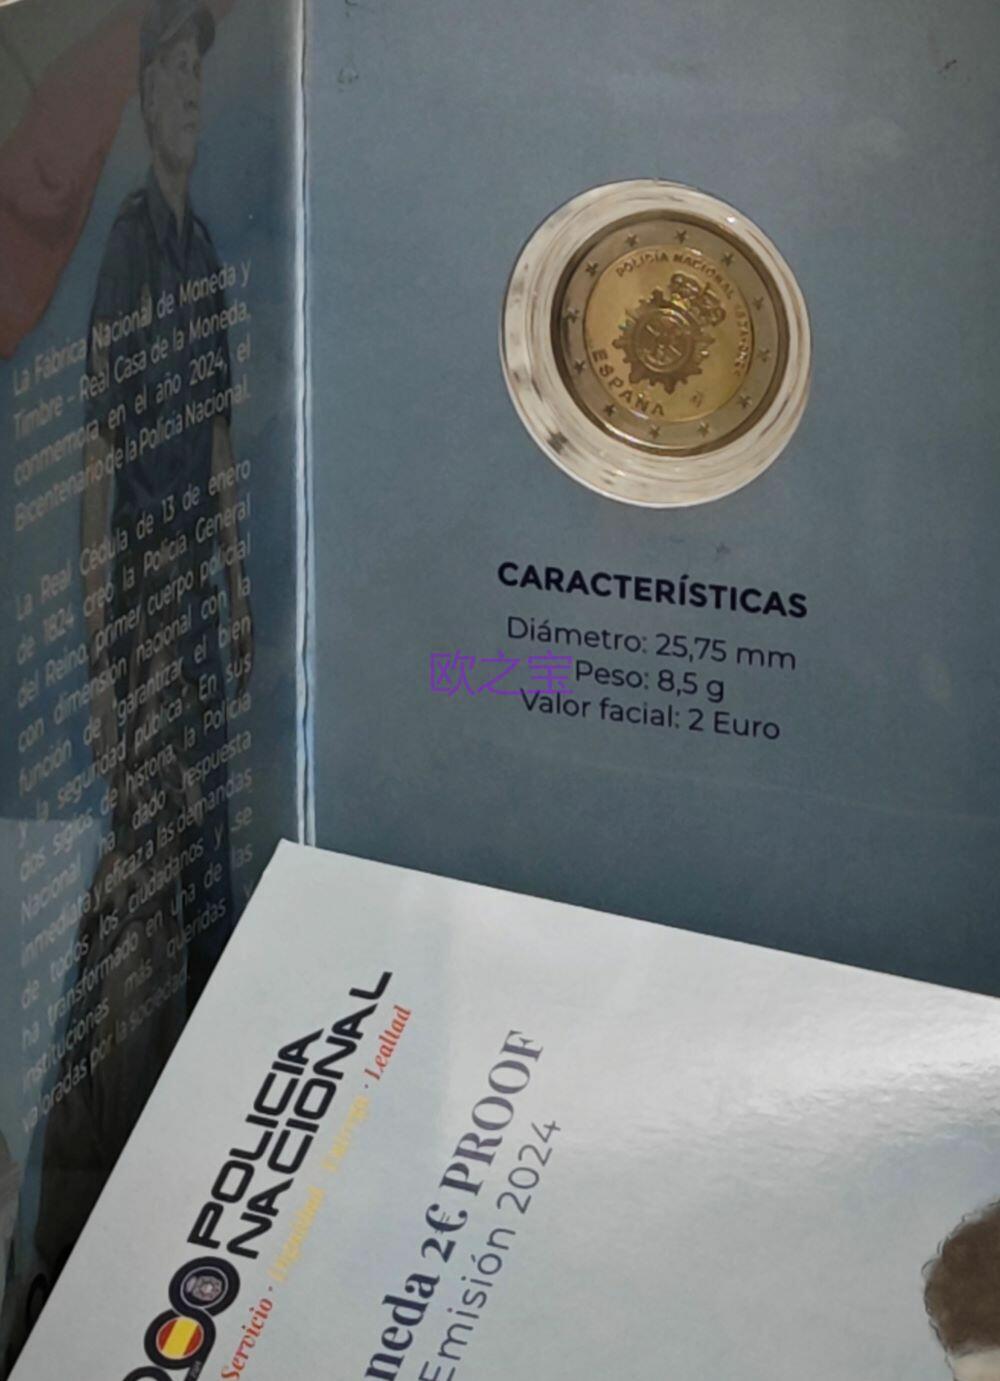 La Fábrica Nacional de Moneda y
Timbre – Real Casa de la Moneda,
conmemora en el año 2024, el
Bicentenario de la Policía Nacional.
La Real Cédula de 13 de enero
de 1824 creó la Policía General
del Reino, primer cuerpo policial
con dimensión nacional con la
función de "garantizar el bien
y la seguridad pública". En sus
dos siglos de historia, la Policía
Nacional ha dado respuesta
inmediata y eficaz a las demandas
de todos los ciudadanos y se
ha transformado en una de las
instituciones más queridas y
valoradas por la sociedad.
POLICIA NACIONAL 1824-2024
ESPAÑA
CARACTERÍSTICAS
Diámetro: 25,75 mm
Peso: 8,5 g
Valor facial: 2 Euro
欧之宝
POLICIA
NACIONAL
Servicio · Dignidad · Entrega · Lealtad
neda 2€ PROOF
Emisión 2024